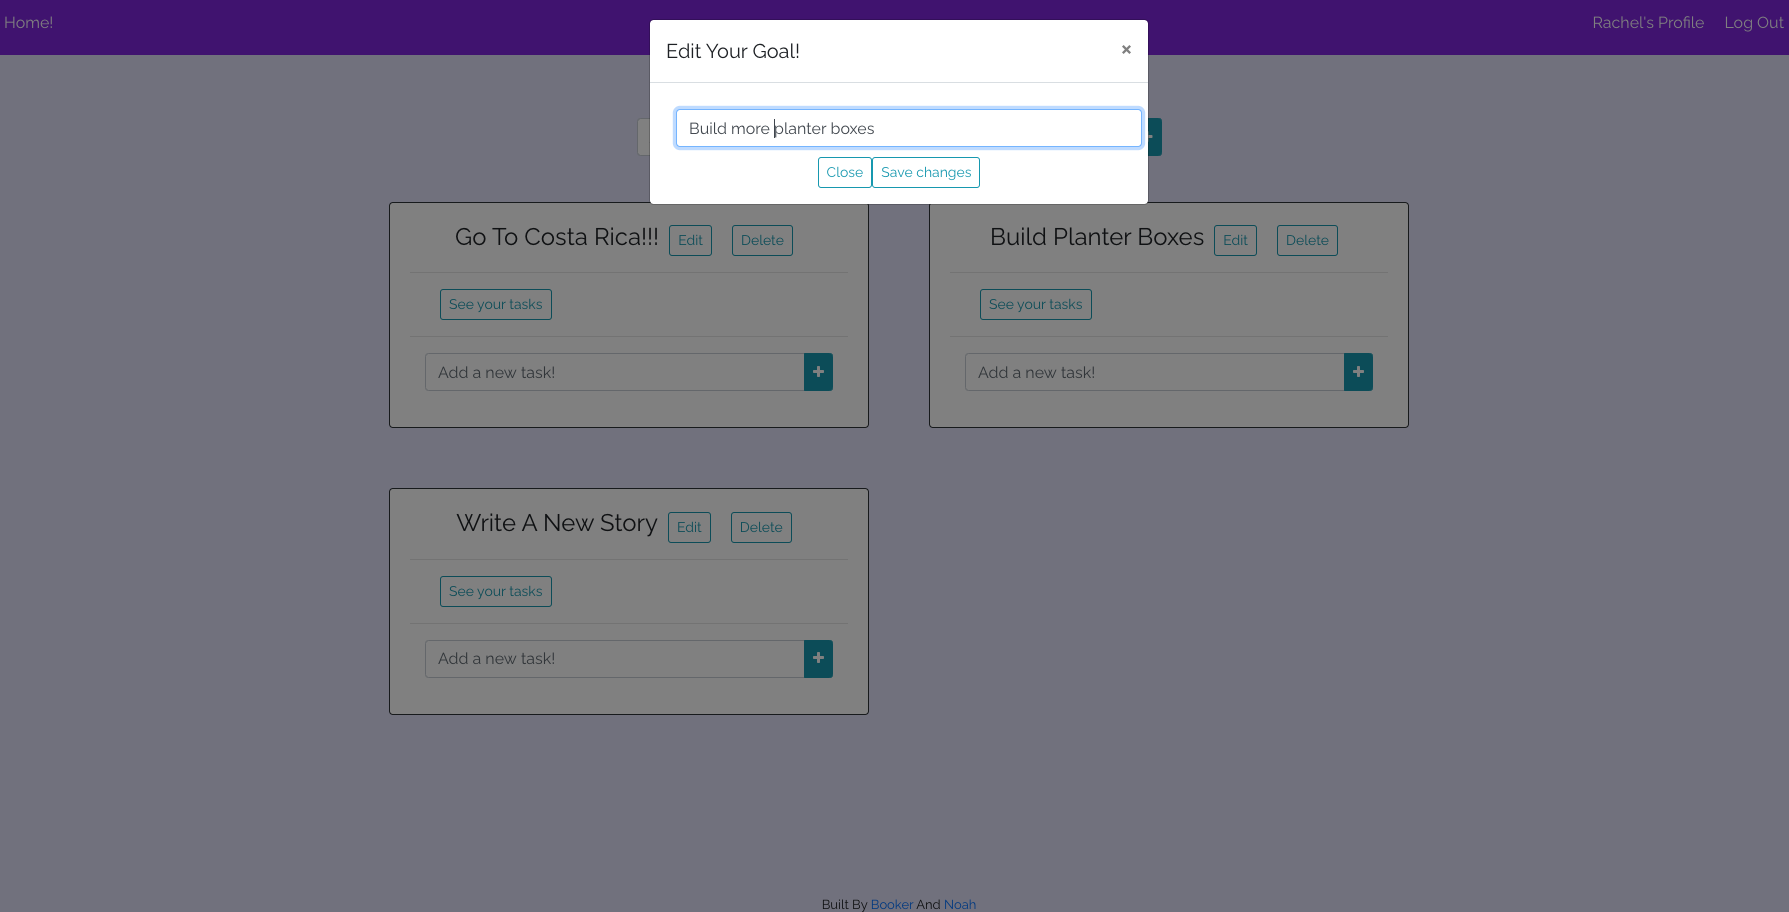 Home!
Rachel's Profile
Log Out
Edit Your Goal!
×
Build more planter boxes
Close
Save changes
Go To Costa Rica!!!
Edit
Delete
See your tasks
Add a new task!
+
Build Planter Boxes
Edit
Delete
See your tasks
Add a new task!
+
Write A New Story
Edit
Delete
See your tasks
Add a new task!
+
Built By Booker And Noah